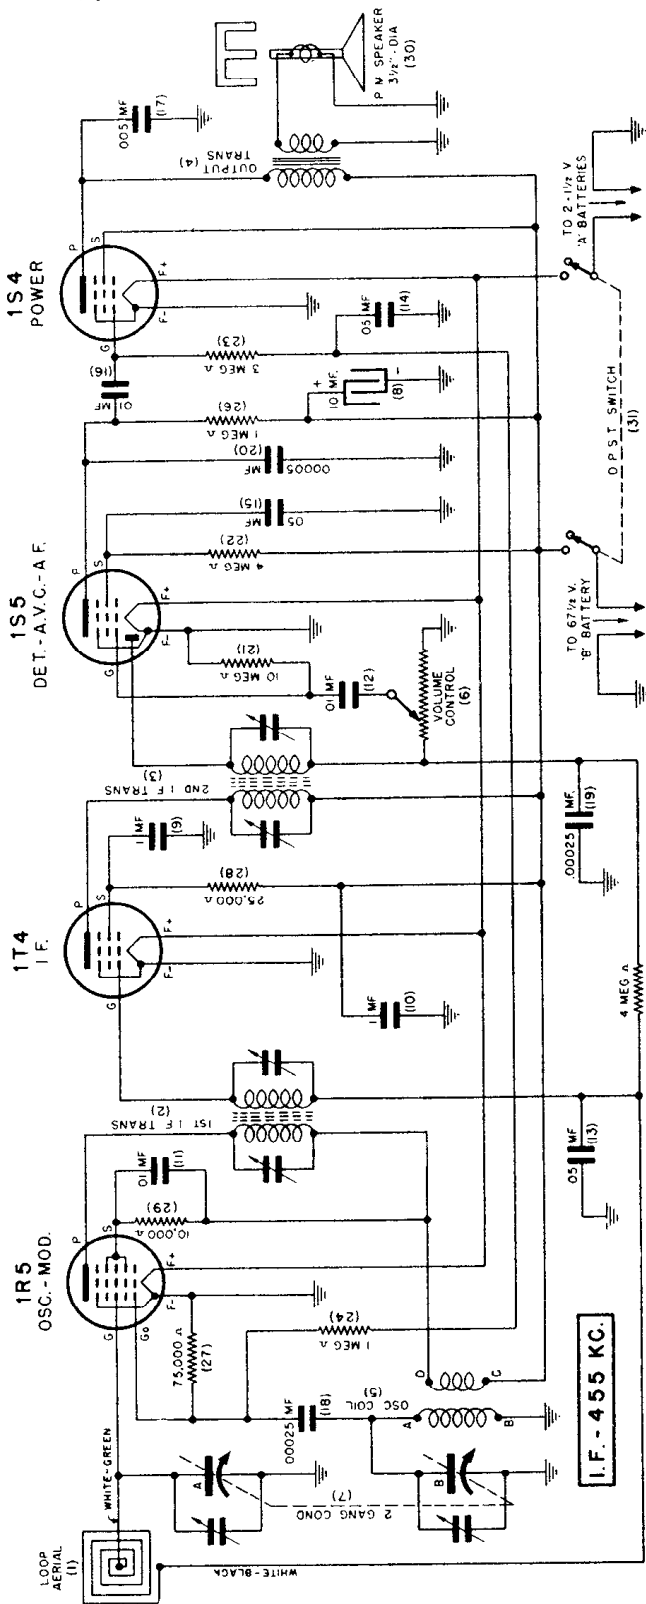 LOOP
AERIAL
(1)
WHITE-GREEN
WHITE-BLACK
A
(7)
2 GANG COND
B
1R5
OSC.-MOD.
P
S
G
Go
F-
F+
75,000 Ω
(27)
10,000 Ω
(29)
.01 MF
(11)
.00025 MF
(18)
1 MEG Ω
(24)
OSC COIL
(5)
A
B
D
C
I.F.-455 KC.
1ST I.F TRANS
(2)
.05 MF
(13)
4 MEG Ω
1T4
I.F.
P
S
G
F-
F+
.1 MF
(9)
25,000 Ω
(28)
.1 MF
(10)
2ND I.F TRANS
(3)
.00025 MF
(19)
1S5
DET.-A.V.C.-A.F.
P
S
G
F-
F+
10 MEG Ω
(21)
.01 MF
(12)
VOLUME
CONTROL
(6)
4 MEG Ω
(22)
.05 MF
(15)
.00005 MF
(20)
1 MEG Ω
(26)
.01 MF
(16)
+
10 MF.
(8)
-
3 MEG Ω
(23)
.05 MF
(14)
1S4
POWER
P
S
G
F-
F+
.005 MF
(17)
OUTPUT (4)
TRANS
P M SPEAKER
3½"-DIA
(30)
TO 67½ V.
'B' BATTERY
D P S T SWITCH
(31)
TO 2-1½ V.
'A' BATTERIES